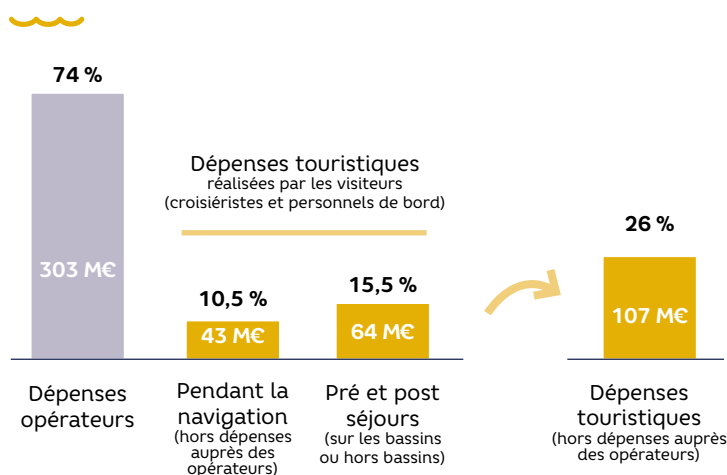 74 %
Dépenses touristiques
réalisées par les visiteurs
(croisiéristes et personnels de bord)
26 %
303 M€
10,5 %
15,5 %
43 M€
64 M€
107 M€
Dépenses
opérateurs
Pendant la
navigation
(hors dépenses
auprès des
opérateurs)
Pré et post
séjours
(sur les bassins
ou hors bassins)
Dépenses
touristiques
(hors dépenses auprès
des opérateurs)